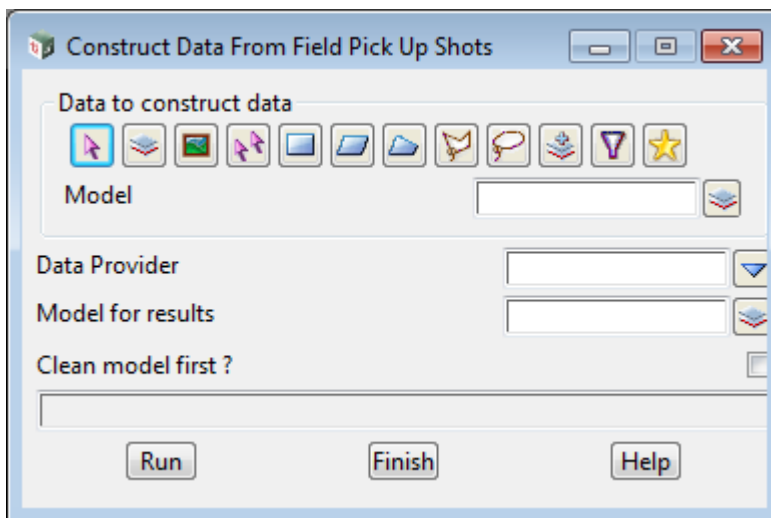 Construct Data From Field Pick Up Shots
Data to construct data
Model
Data Provider
Model for results
Clean model first ?
Run Finish Help